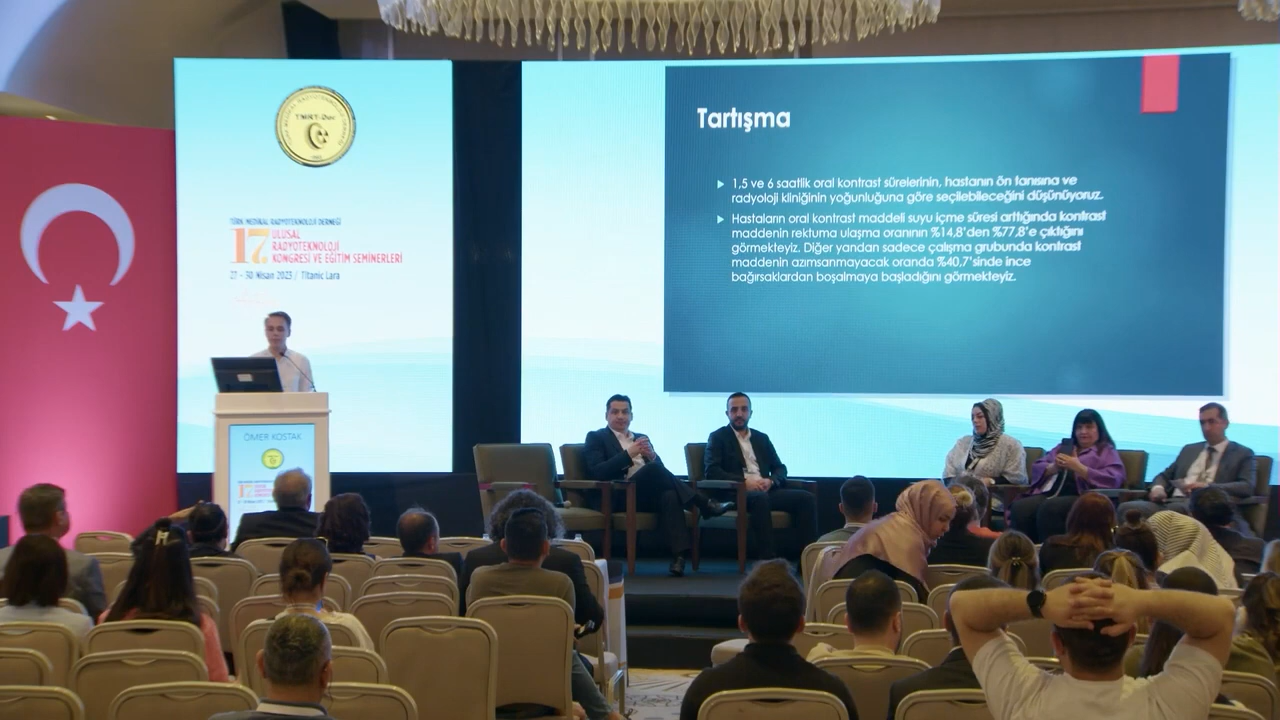 TMRT-Der
TÜRK MEDİKAL RADYOTEKNOLOJİ DERNEĞİ
17. ULUSAL
RADYOTEKNOLOJİ
KONGRESİ VE EĞİTİM SEMİNERLERİ
27 - 30 Nisan 2023 / Titanic Lara
Tartışma
1,5 ve 6 saatlik oral kontrast sürelerinin, hastanın ön tanısına ve
radyoloji kliniğinin yoğunluğuna göre seçilebileceğini düşünüyoruz.
Hastaların oral kontrast maddeli suyu içme süresi arttığında kontrast
maddenin rektuma ulaşma oranının %14,8'den %77,8'e çıktığını
görmekteyiz. Diğer yandan sadece çalışma grubunda kontrast
maddenin azımsanmayacak oranda %40,7'sinde ince
bağırsaklardan boşalmaya başladığını görmekteyiz.
ÖMER KOSTAK
17.